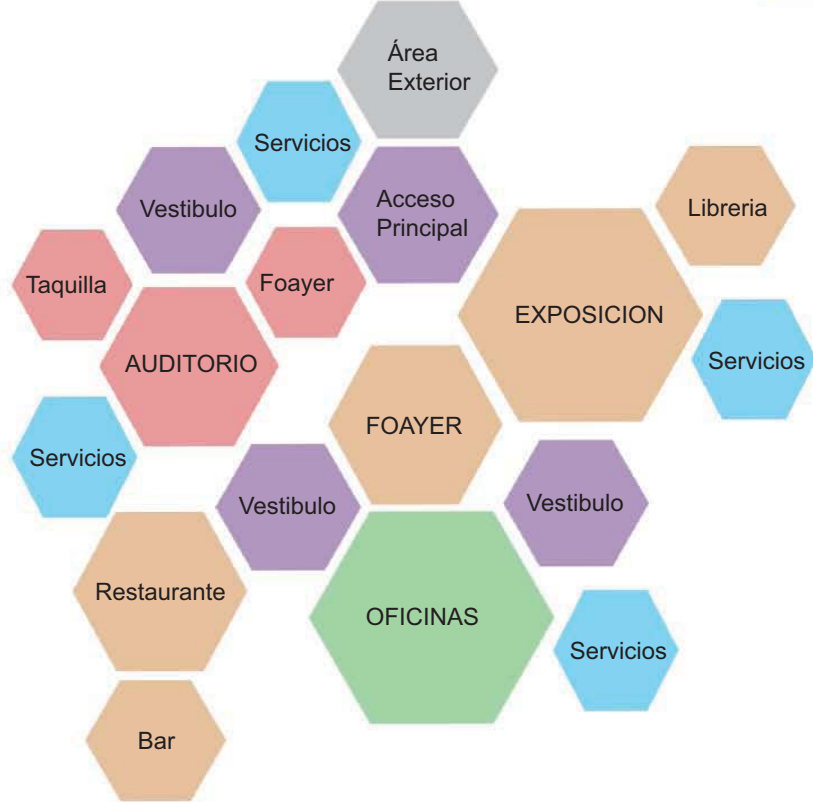 Área
Exterior
Servicios
Vestibulo
Acceso
Principal
Libreria
Taquilla
Foayer
EXPOSICION
AUDITORIO
Servicios
FOAYER
Servicios
Vestibulo
Vestibulo
Restaurante
OFICINAS
Servicios
Bar